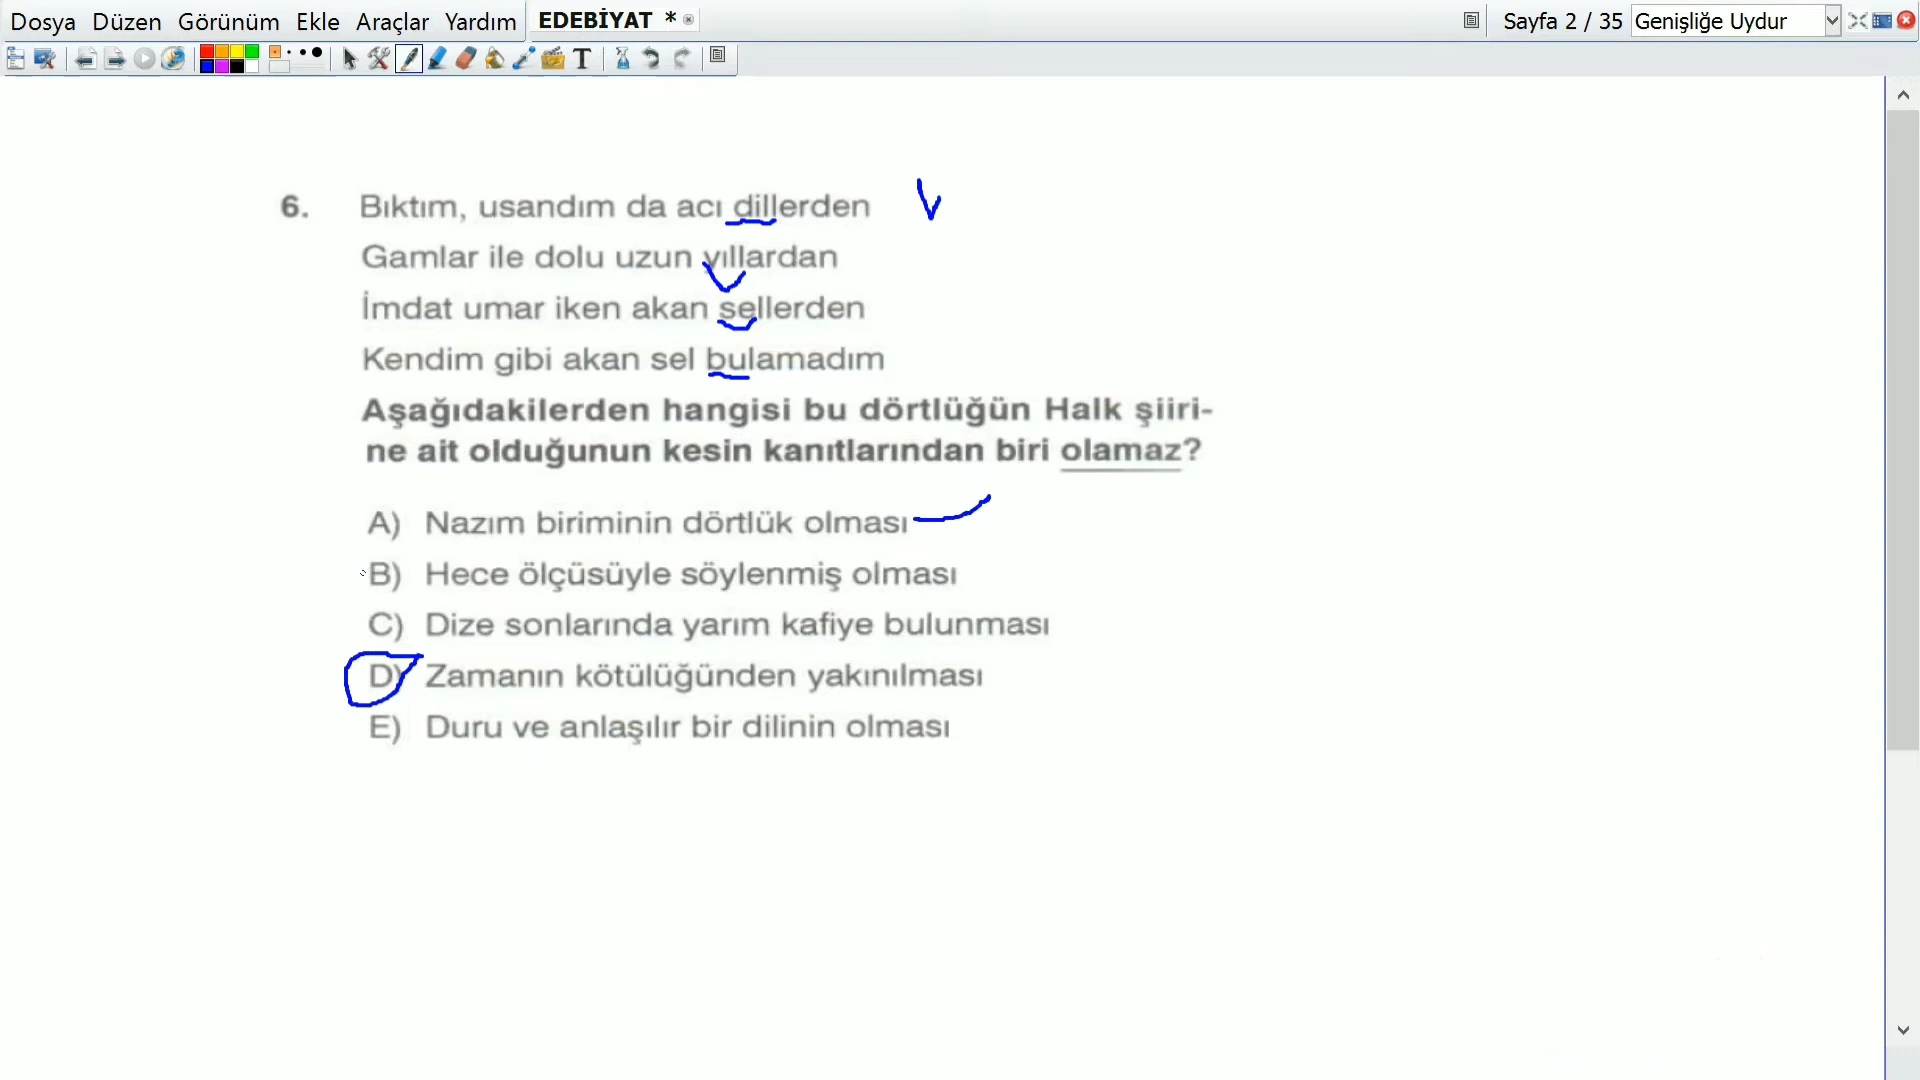 Dosya Düzen Görünüm Ekle Araçlar Yardım EDEBİYAT * Sayfa 2 / 35 Genişliğe Uydur
6. Bıktım, usandım da acı dillerden
Gamlar ile dolu uzun yıllardan
İmdat umar iken akan sellerden
Kendim gibi akan sel bulamadım
Aşağıdakilerden hangisi bu dörtlüğün Halk şiiri-
ne ait olduğunun kesin kanıtlarından biri olamaz?
A) Nazım biriminin dörtlük olması
B) Hece ölçüsüyle söylenmiş olması
C) Dize sonlarında yarım kafiye bulunması
D) Zamanın kötülüğünden yakınılması
E) Duru ve anlaşılır bir dilinin olması